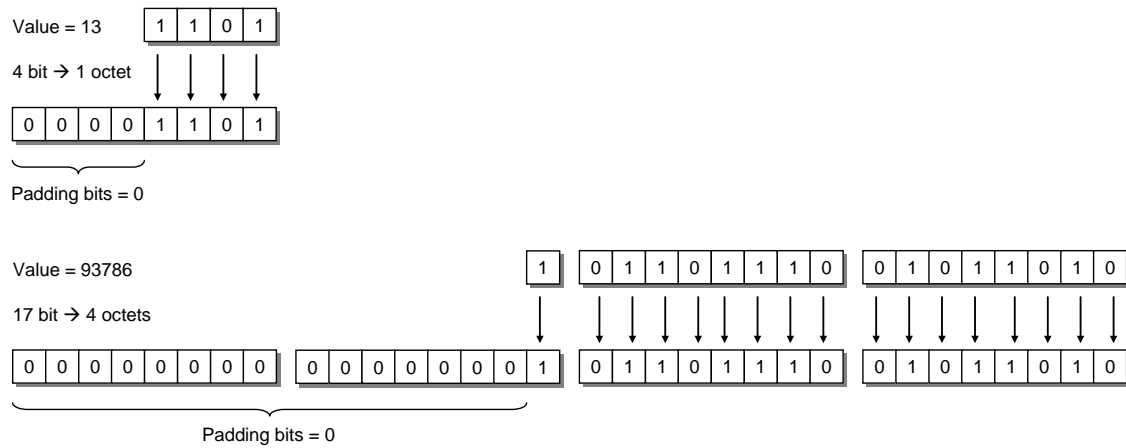 Value = 13 1 1 0 1
4 bit → 1 octet
0 0 0 0 1 1 0 1
Padding bits = 0
Value = 93786 1 0 1 1 0 1 1 1 0 0 1 0 1 1 0 1 0
17 bit → 4 octets
0 0 0 0 0 0 0 0 0 0 0 0 0 0 0 1 0 1 1 0 1 1 1 0 0 1 0 1 1 0 1 0
Padding bits = 0